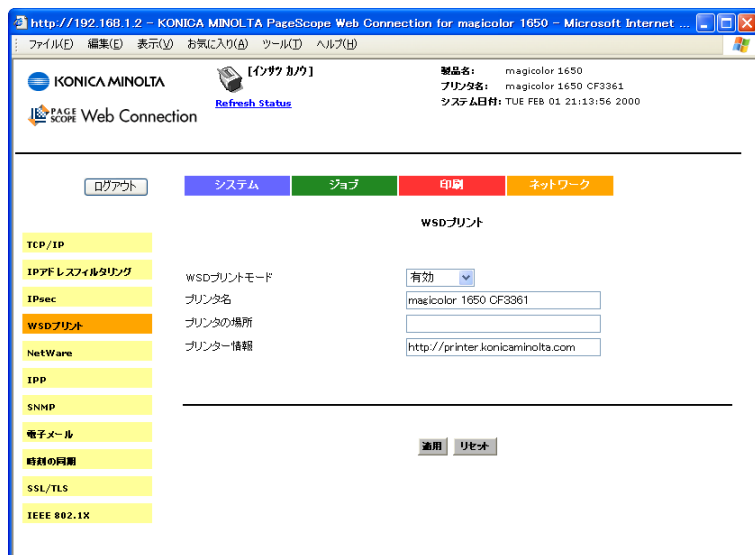 http://192.168.1.2 - KONICA MINOLTA PageScope Web Connection for magicolor 1650 - Microsoft Internet ...
ファイル(F) 編集(E) 表示(V) お気に入り(A) ツール(T) ヘルプ(H)
KONICA MINOLTA
PAGE SCOPE Web Connection
[インサツ カノウ]
Refresh Status
製品名: magicolor 1650
プリンタ名: magicolor 1650 CF3361
システム日付: TUE FEB 01 21:13:56 2000
ログアウト
システム ジョブ 印刷 ネットワーク
TCP/IP
IPアドレスフィルタリング
IPsec
WSDプリント
NetWare
IPP
SNMP
電子メール
時刻の同期
SSL/TLS
IEEE 802.1X
WSDプリント
WSDプリントモード 有効
プリンタ名 magicolor 1650 CF3361
プリンタの場所
プリンター情報 http://printer.konicaminolta.com
適用 リセット